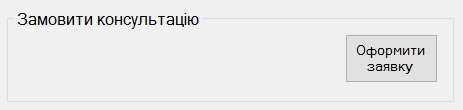 Замовити консультацію
Оформити
заявку